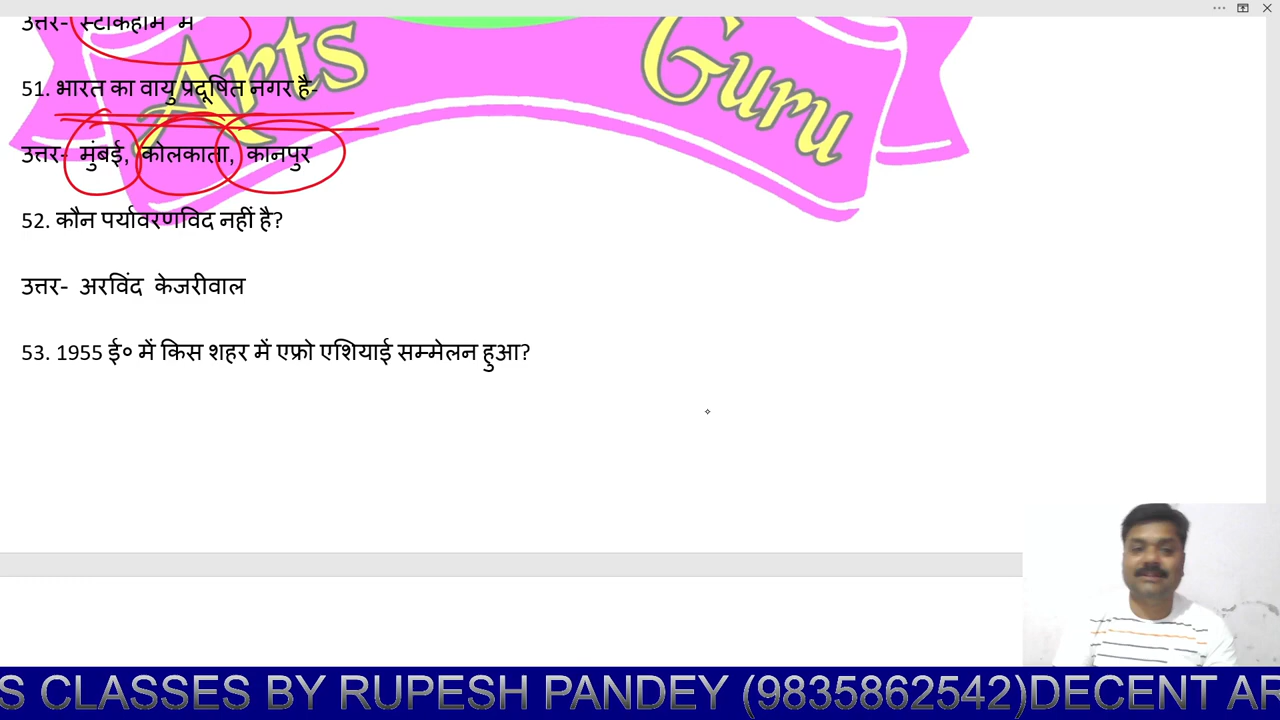 उत्तर- स्टॉकहोम में
51. भारत का वायु प्रदूषित नगर है-
उत्तर- मुंबई, कोलकाता, कानपुर
52. कौन पर्यावरणविद नहीं है?
उत्तर- अरविंद केजरीवाल
53. 1955 ई० में किस शहर में एफ्रो एशियाई सम्मेलन हुआ?
Arts Guru
S CLASSES BY RUPESH PANDEY (9835862542)DECENT AR